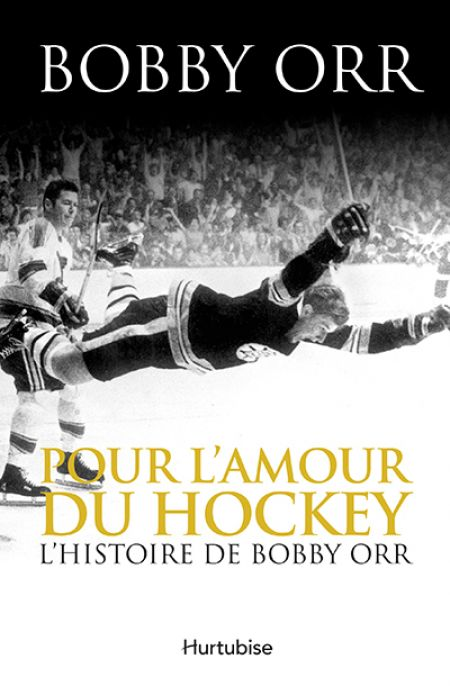 BOBBY ORR
POUR L'AMOUR
DU HOCKEY
L'HISTOIRE DE BOBBY ORR
Hurtubise